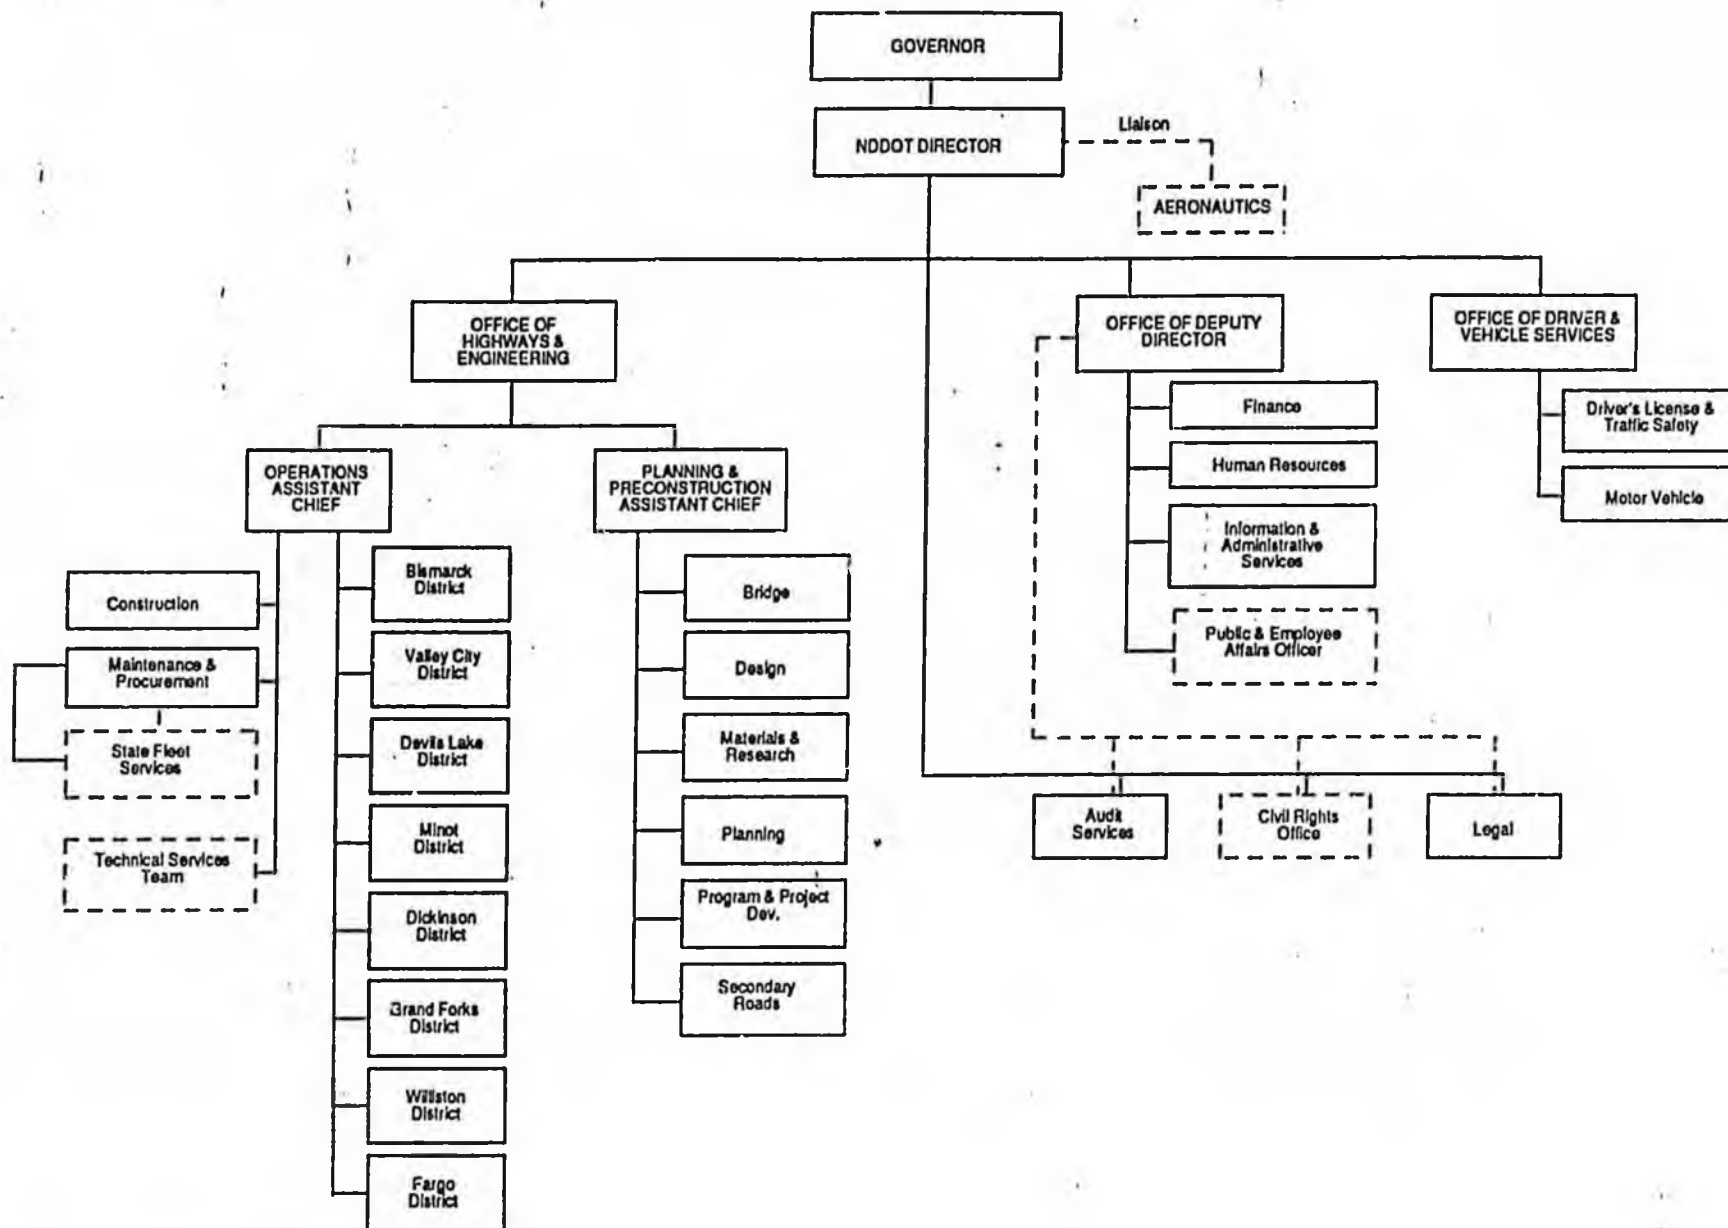 GOVERNOR
NDDOT DIRECTOR
Liaison
AERONAUTICS
OFFICE OF
HIGHWAYS &
ENGINEERING
OFFICE OF DEPUTY
DIRECTOR
OFFICE OF DRIVER &
VEHICLE SERVICES
Finance
Human Resources
Information &
Administrative
Services
Public & Employee
Affairs Officer
Driver's License &
Traffic Safety
Motor Vehicle
OPERATIONS
ASSISTANT
CHIEF
PLANNING &
PRECONSTRUCTION
ASSISTANT CHIEF
Construction
Maintenance &
Procurement
State Fleet
Services
Technical Services
Team
Bismarck
District
Valley City
District
Devils Lake
District
Minot
District
Dickinson
District
Grand Forks
District
Williston
District
Fargo
District
Bridge
Design
Materials &
Research
Planning
Program & Project
Dev.
Secondary
Roads
Audit
Services
Civil Rights
Office
Legal